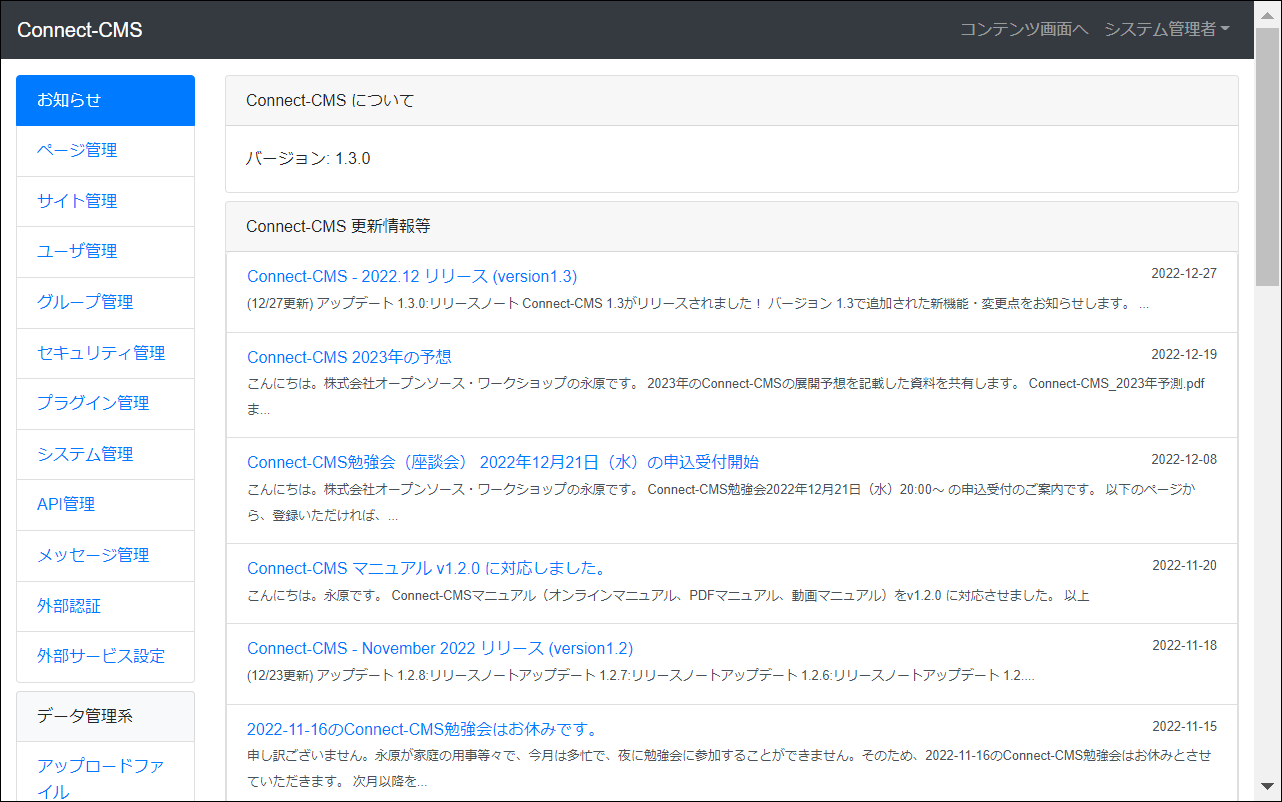 Connect-CMS
コンテンツ画面へ システム管理者
お知らせ
ページ管理
サイト管理
ユーザ管理
グループ管理
セキュリティ管理
プラグイン管理
システム管理
API管理
メッセージ管理
外部認証
外部サービス設定
データ管理系
アップロードファ
イル
Connect-CMS について
バージョン: 1.3.0
Connect-CMS 更新情報等
Connect-CMS - 2022.12 リリース (version1.3) 2022-12-27
(12/27更新) アップデート 1.3.0:リリースノート Connect-CMS 1.3がリリースされました！ バージョン 1.3で追加された新機能・変更点をお知らせします。 ...
Connect-CMS 2023年の予想 2022-12-19
こんにちは。株式会社オープンソース・ワークショップの永原です。 2023年のConnect-CMSの展開予想を記載した資料を共有します。 Connect-CMS_2023年予測.pdf
ま...
Connect-CMS勉強会（座談会） 2022年12月21日（水）の申込受付開始 2022-12-08
こんにちは。株式会社オープンソース・ワークショップの永原です。 Connect-CMS勉強会2022年12月21日（水）20:00～ の申込受付のご案内です。 以下のページか
ら、登録いただければ、...
Connect-CMS マニュアル v1.2.0 に対応しました。 2022-11-20
こんにちは。永原です。 Connect-CMSマニュアル（オンラインマニュアル、PDFマニュアル、動画マニュアル）をv1.2.0 に対応させました。 以上
Connect-CMS - November 2022 リリース (version1.2) 2022-11-18
(12/23更新) アップデート 1.2.8:リリースノートアップデート 1.2.7:リリースノートアップデート 1.2.6:リリースノートアップデート 1.2....
2022-11-16のConnect-CMS勉強会はお休みです。 2022-11-15
申し訳ございません。永原が家庭の用事等々で、今月は多忙で、夜に勉強会に参加することができません。そのため、2022-11-16のConnect-CMS勉強会はお休みとさせ
ていただきます。 次月以降を...